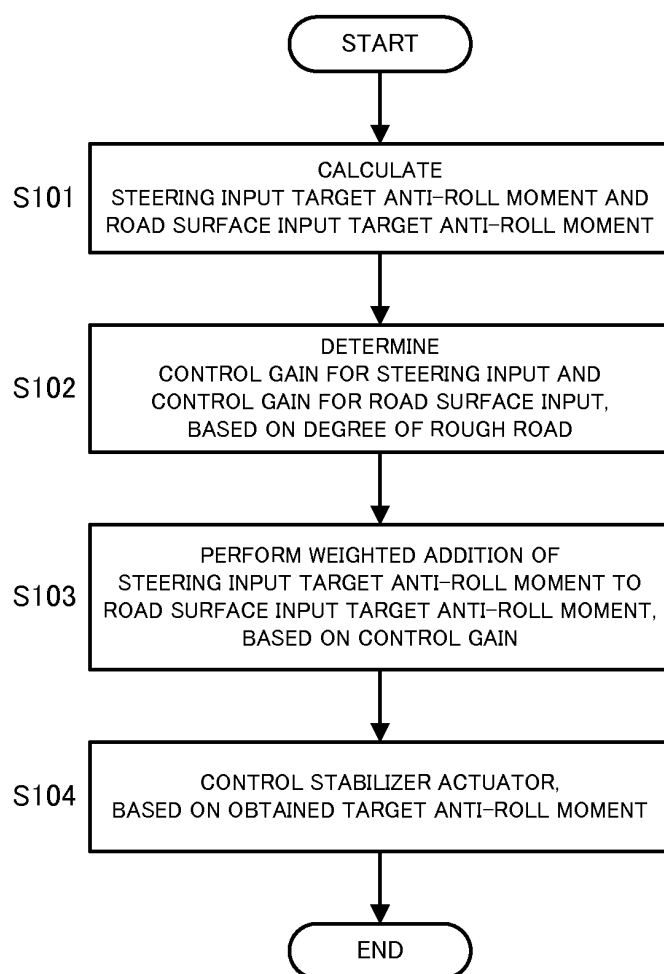 START
S101
CALCULATE
STEERING INPUT TARGET ANTI-ROLL MOMENT AND
ROAD SURFACE INPUT TARGET ANTI-ROLL MOMENT
S102
DETERMINE
CONTROL GAIN FOR STEERING INPUT AND
CONTROL GAIN FOR ROAD SURFACE INPUT,
BASED ON DEGREE OF ROUGH ROAD
S103
PERFORM WEIGHTED ADDITION OF
STEERING INPUT TARGET ANTI-ROLL MOMENT TO
ROAD SURFACE INPUT TARGET ANTI-ROLL MOMENT,
BASED ON CONTROL GAIN
S104
CONTROL STABILIZER ACTUATOR,
BASED ON OBTAINED TARGET ANTI-ROLL MOMENT
END